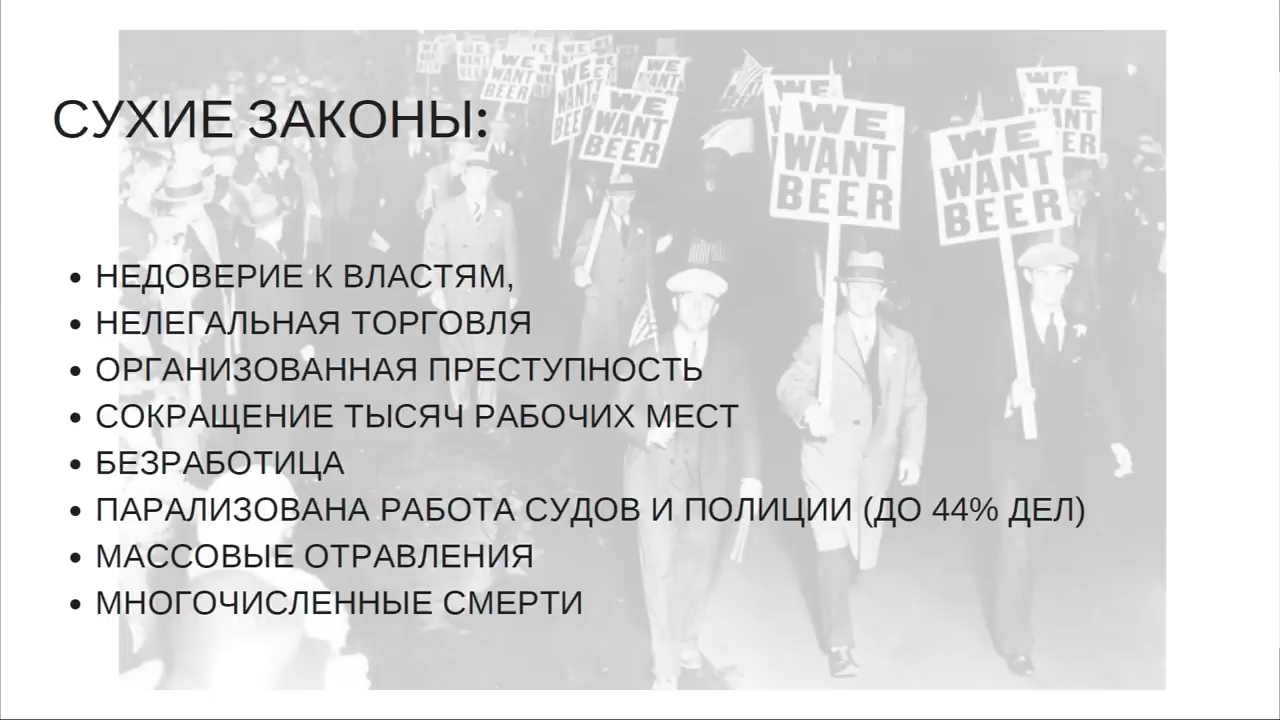 СУХИЕ ЗАКОНЫ:
WE WANT BEER
WE WANT BEER
WE WANT BEER
WE WANT BEER
• НЕДОВЕРИЕ К ВЛАСТЯМ,
• НЕЛЕГАЛЬНАЯ ТОРГОВЛЯ
• ОРГАНИЗОВАННАЯ ПРЕСТУПНОСТЬ
• СОКРАЩЕНИЕ ТЫСЯЧ РАБОЧИХ МЕСТ
• БЕЗРАБОТИЦА
• ПАРАЛИЗОВАНА РАБОТА СУДОВ И ПОЛИЦИИ (ДО 44% ДЕЛ)
• МАССОВЫЕ ОТРАВЛЕНИЯ
• МНОГОЧИСЛЕННЫЕ СМЕРТИ